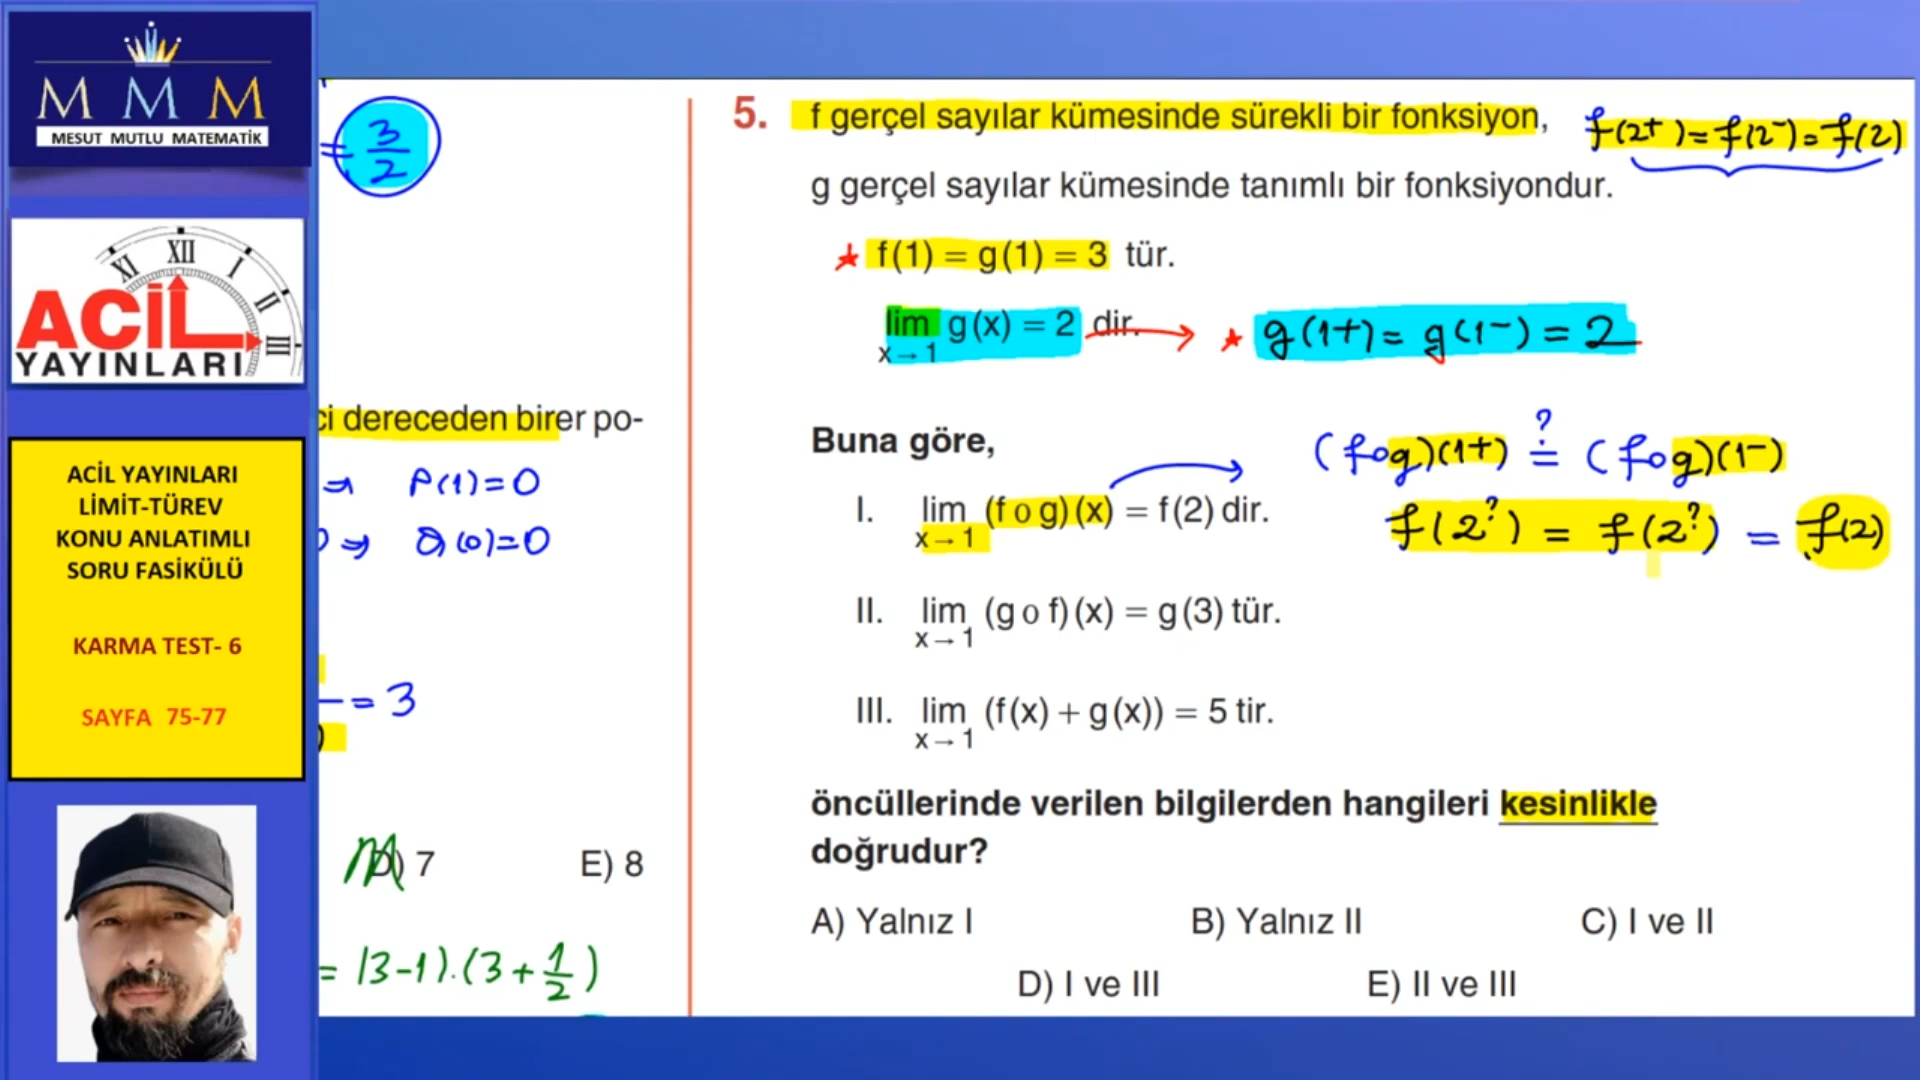 M M M
MESUT MUTLU MATEMATİK
XI XII I II III
ACİL
YAYINLARI
ACİL YAYINLARI
LİMİT-TÜREV
KONU ANLATIMLI
SORU FASİKÜLÜ
KARMA TEST- 6
SAYFA 75-77
= 3/2
ci dereceden birer po-
⇒ P(1)=0
⇒ Q(0)=0
= 3
D) 7 E) 8
= (3-1).(3+1/2)
5. f gerçel sayılar kümesinde sürekli bir fonksiyon, f(2+)=f(2-)=f(2)
g gerçel sayılar kümesinde tanımlı bir fonksiyondur.
★ f(1) = g(1) = 3 tür.
lim g(x) = 2 dir. → ★ g(1+)= g(1-) = 2
x→1
Buna göre, (fog)(1+) ?= (fog)(1-)
I. lim (f o g)(x) = f(2) dir. f(2?) = f(2?) = f(2)
x→1
II. lim (g o f)(x) = g(3) tür.
x→1
III. lim (f(x) + g(x)) = 5 tir.
x→1
öncüllerinde verilen bilgilerden hangileri kesinlikle
doğrudur?
A) Yalnız I B) Yalnız II C) I ve II
D) I ve III E) II ve III